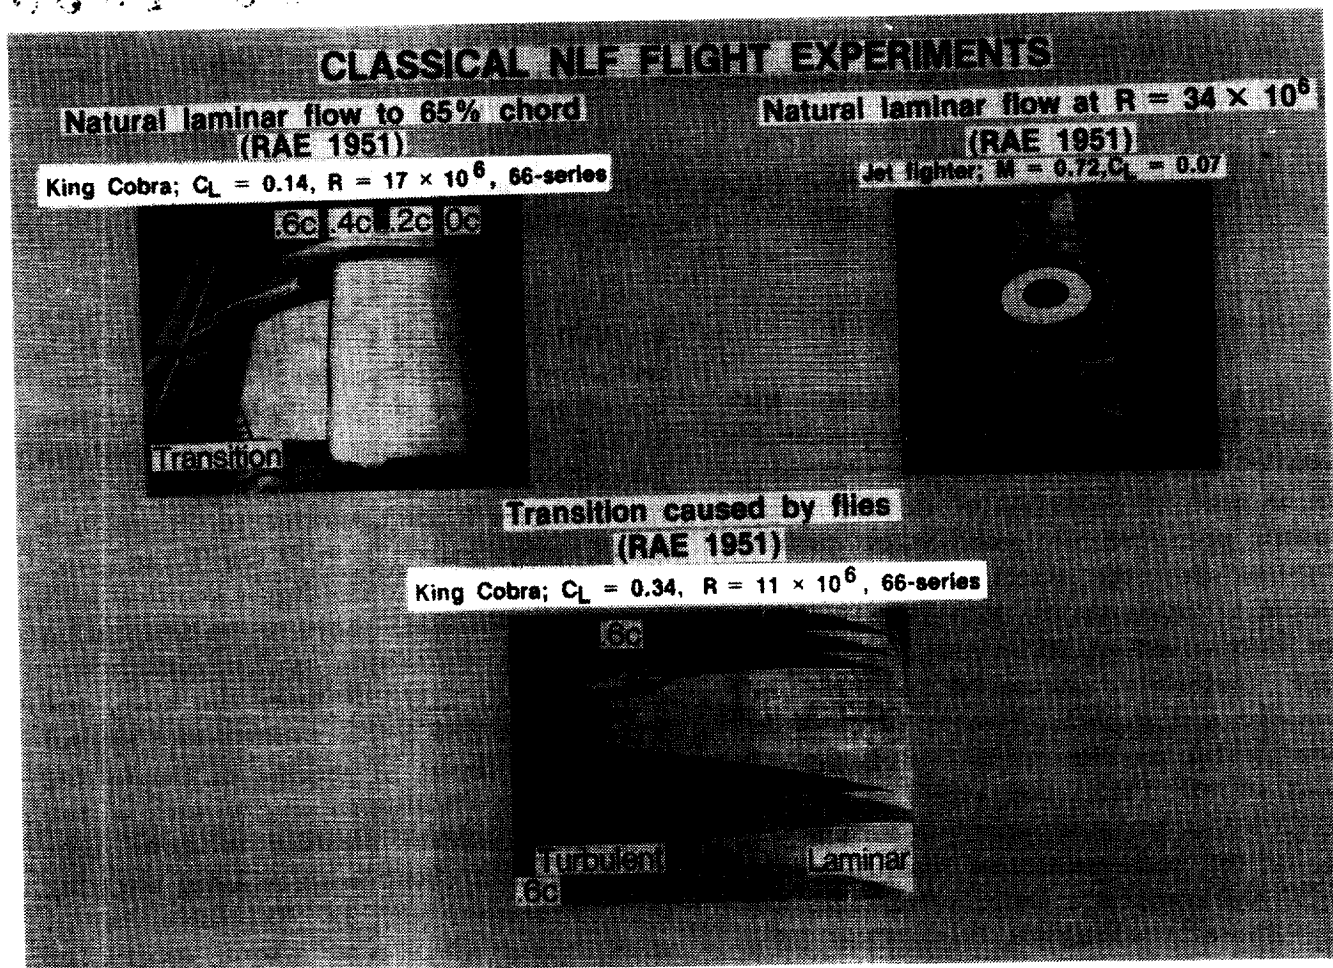 CLASSICAL NLF FLIGHT EXPERIMENTS
Natural laminar flow to 65% chord
(RAE 1951)
King Cobra; C_L = 0.14, R = 17 × 10⁶, 66-series
.6c .4c .2c 0c
Transition
Natural laminar flow at R = 34 × 10⁶
(RAE 1951)
Jet fighter; M = 0.72, C_L = 0.07
Transition caused by flies
(RAE 1951)
King Cobra; C_L = 0.34, R = 11 × 10⁶, 66-series
.6c
Turbulent Laminar
.6c